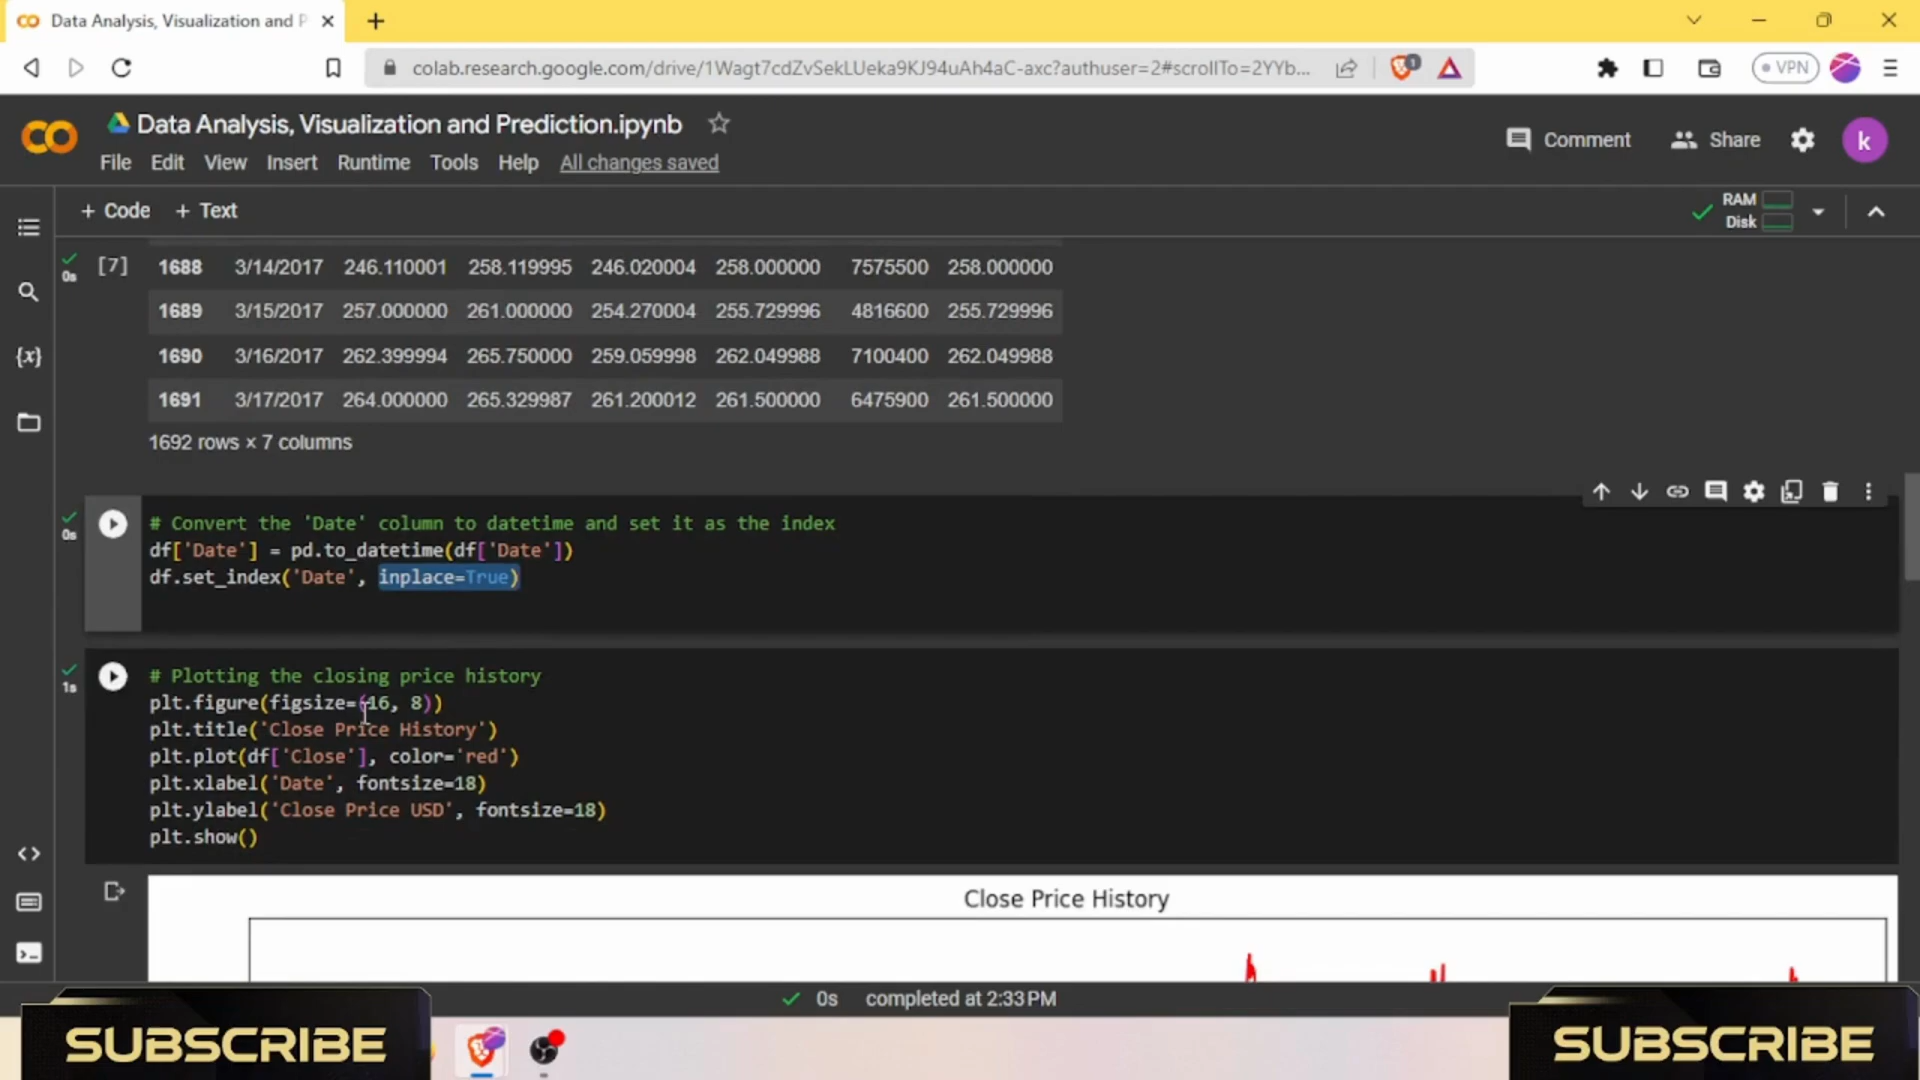 Data Analysis, Visualization and P
colab.research.google.com/drive/1Wagt7cdZvSekLUeka9KJ94uAh4aC-axc?authuser=2#scrollTo=2YYb...
1
VPN
CO
Data Analysis, Visualization and Prediction.ipynb
Comment
Share
k
File Edit View Insert Runtime Tools Help All changes saved
+ Code + Text
RAM
Disk
0s
[7]
1688 3/14/2017 246.110001 258.119995 246.020004 258.000000 7575500 258.000000
1689 3/15/2017 257.000000 261.000000 254.270004 255.729996 4816600 255.729996
1690 3/16/2017 262.399994 265.750000 259.059998 262.049988 7100400 262.049988
1691 3/17/2017 264.000000 265.329987 261.200012 261.500000 6475900 261.500000
{x}
1692 rows × 7 columns
0s
# Convert the 'Date' column to datetime and set it as the index
df['Date'] = pd.to_datetime(df['Date'])
df.set_index('Date', inplace=True)
1s
# Plotting the closing price history
plt.figure(figsize=(16, 8))
plt.title('Close Price History')
plt.plot(df['Close'], color='red')
plt.xlabel('Date', fontsize=18)
plt.ylabel('Close Price USD', fontsize=18)
plt.show()
Close Price History
0s completed at 2:33 PM
SUBSCRIBE
SUBSCRIBE